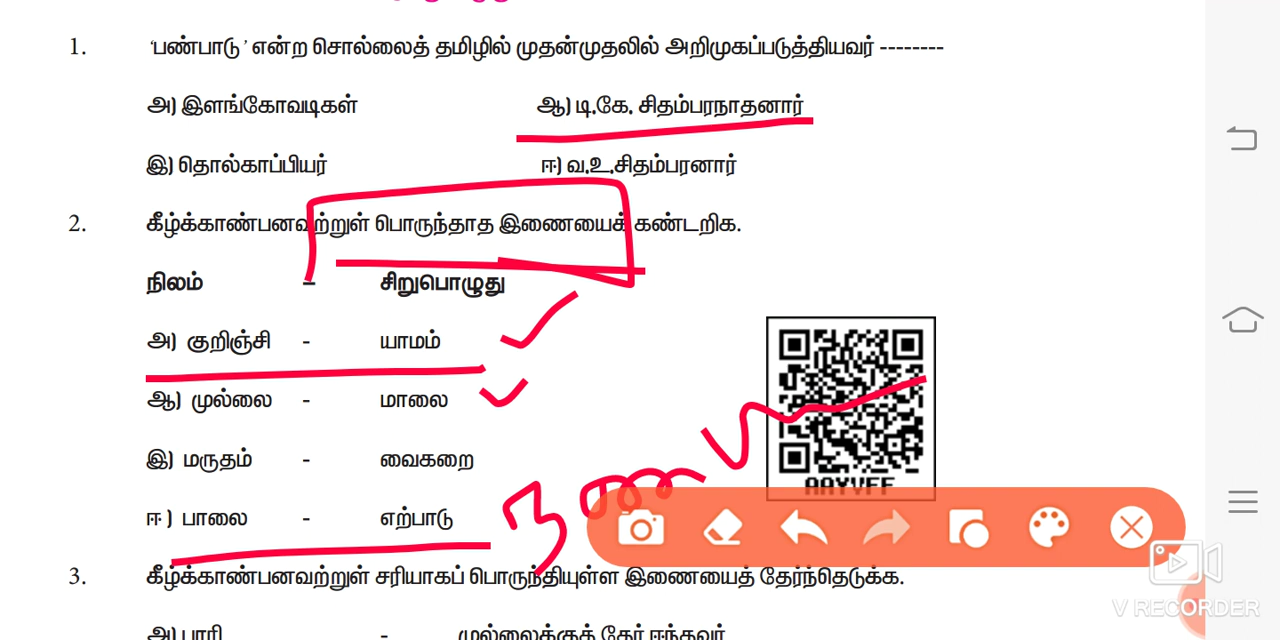 1. 'பண்பாடு' என்ற சொல்லைத் தமிழில் முதன்முதலில் அறிமுகப்படுத்தியவர் --------
அ) இளங்கோவடிகள் ஆ) டி.கே. சிதம்பரநாதனார்
இ) தொல்காப்பியர் ஈ) வ.உ.சிதம்பரனார்
2. கீழ்க்காண்பனவற்றுள் பொருந்தாத இணையைக் கண்டறிக.
நிலம் – சிறுபொழுது
அ) குறிஞ்சி - யாமம்
ஆ) முல்லை - மாலை
இ) மருதம் - வைகறை
ஈ) பாலை - எற்பாடு
AAYVFF
3. கீழ்க்காண்பனவற்றுள் சரியாகப் பொருந்தியுள்ள இணையைத் தேர்ந்தெடுக்க.
அ) பாரி - முல்லைக்குத் தேர் ஈந்தவர்
V RECORDER